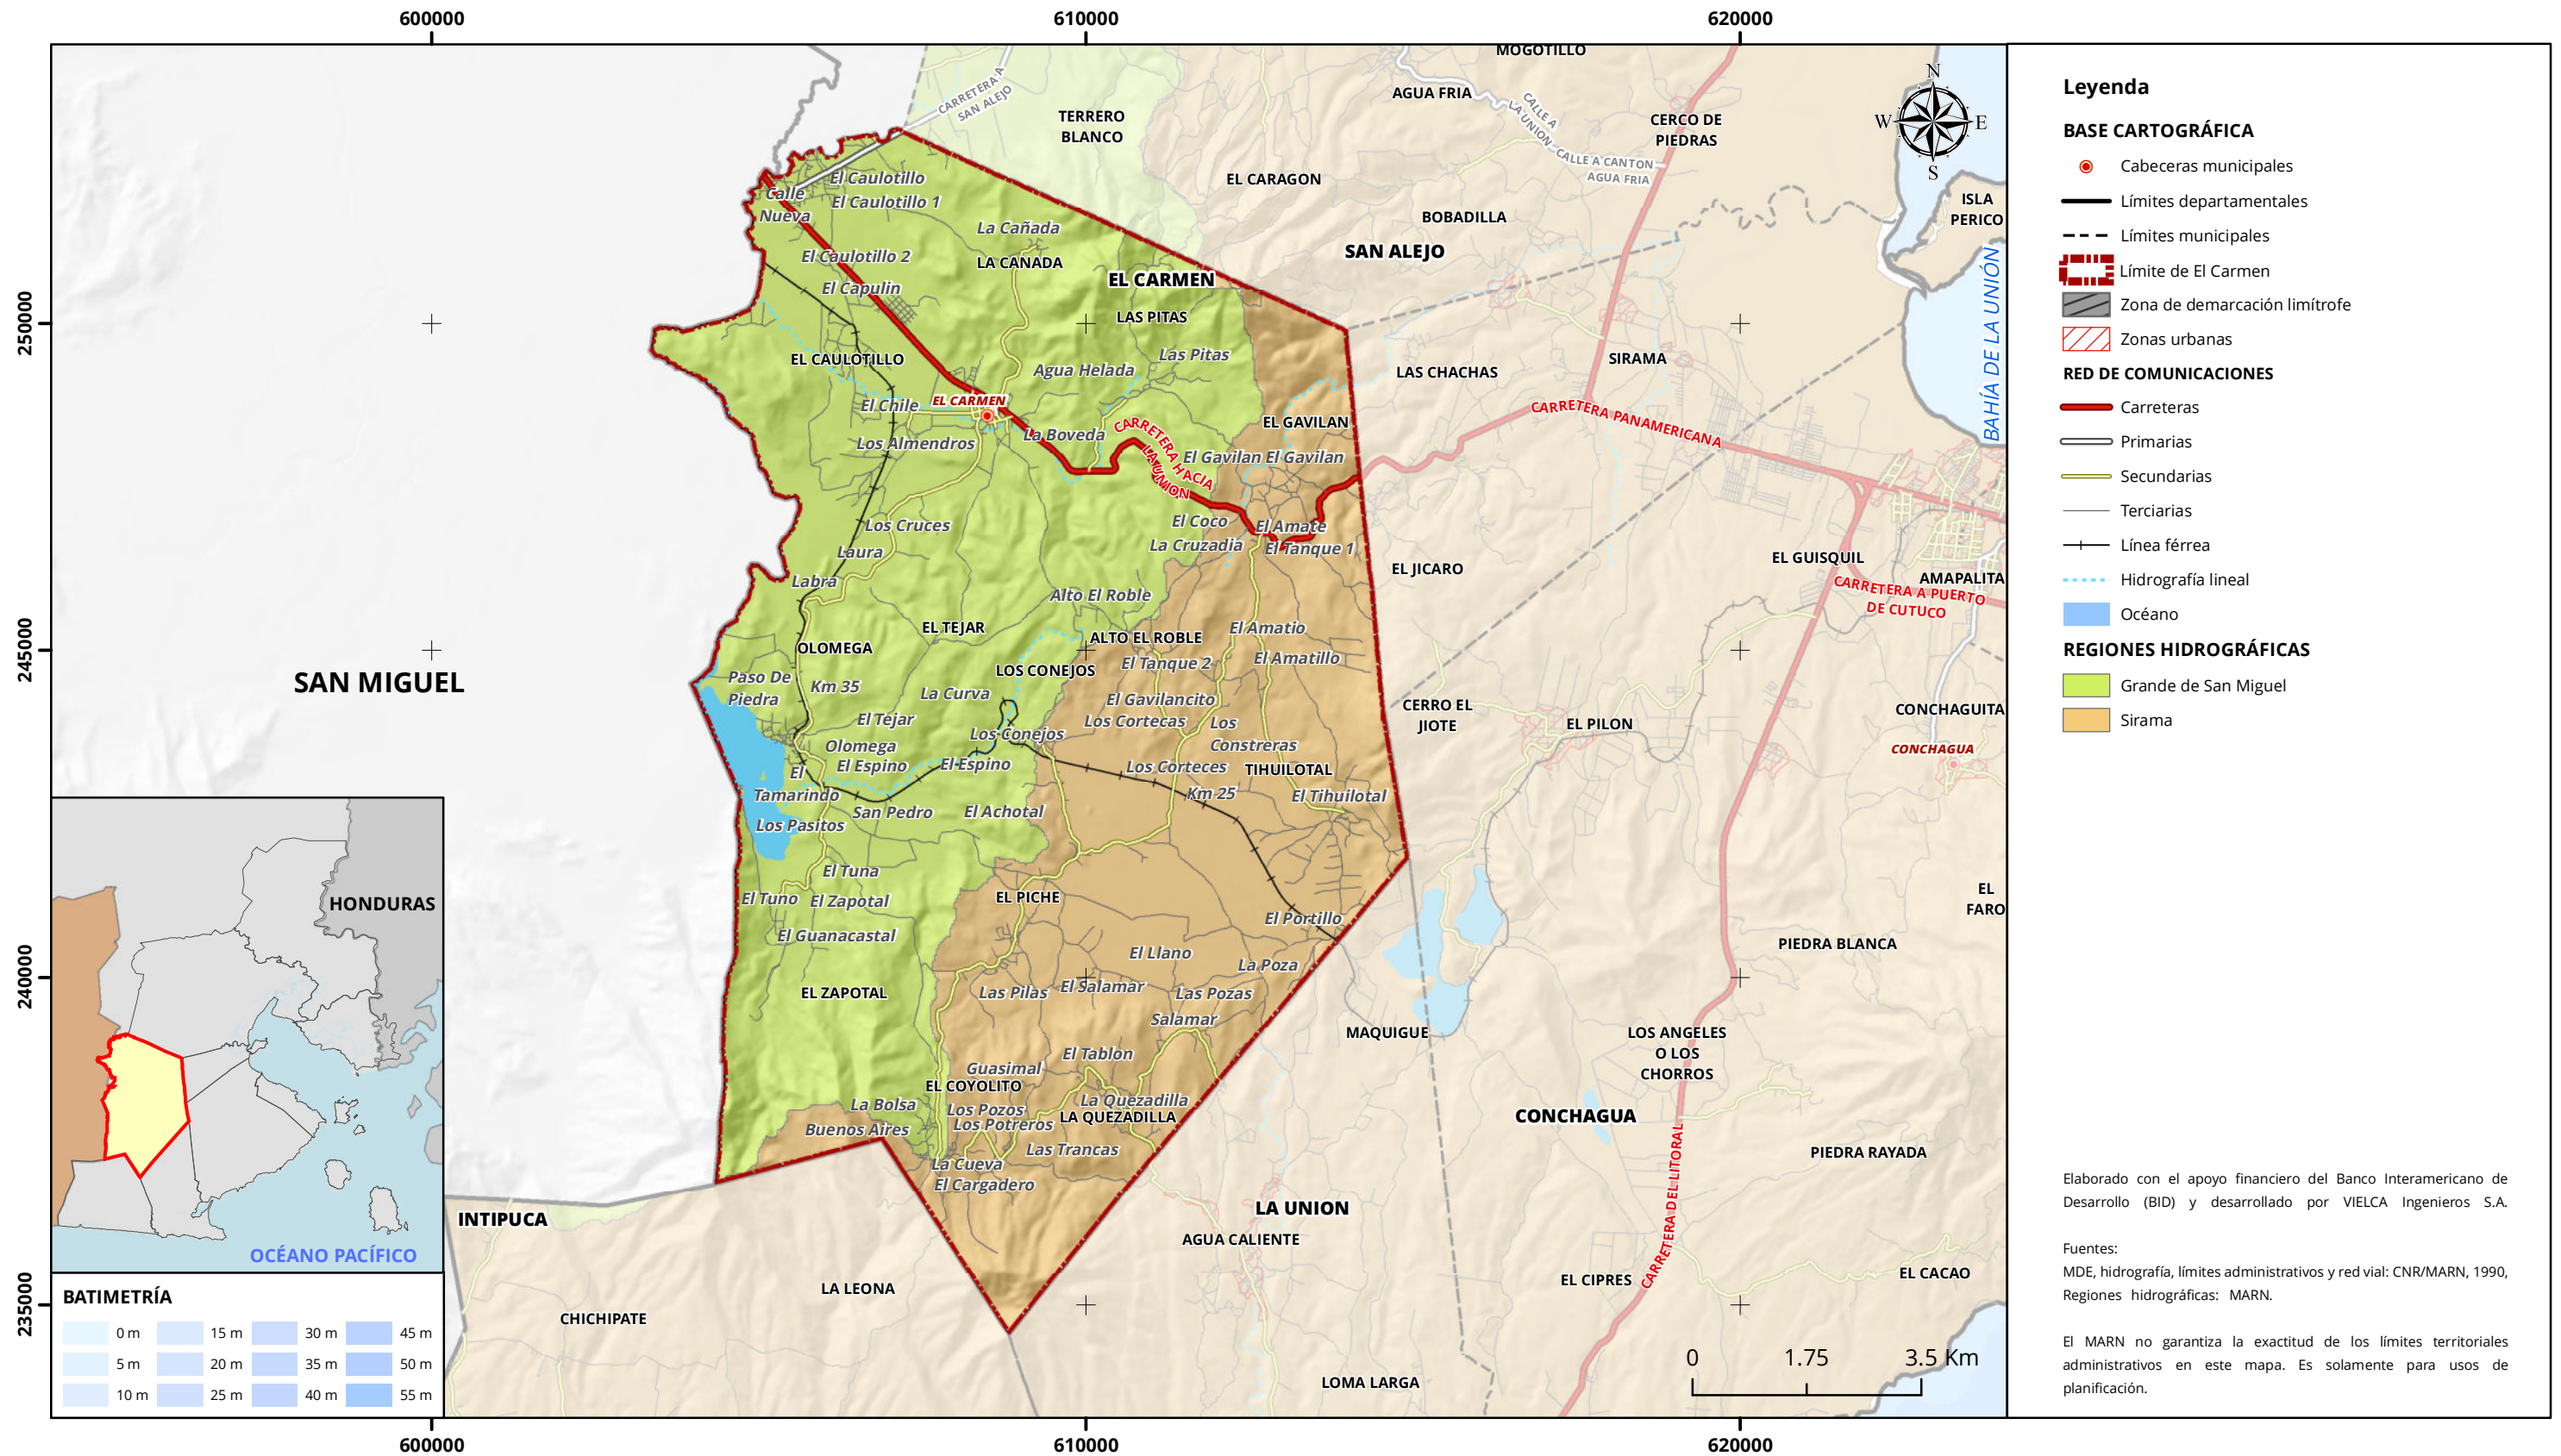 600000
610000
620000
250000
245000
240000
235000
MOGOTILLO
CARRETERA A
SAN ALEJO
TERRERO
BLANCO
AGUA FRIA
CALLE A
LA UNION
CALLE A CANTON
AGUA FRIA
CERCO DE
PIEDRAS
EL CARAGON
BOBADILLA
SAN ALEJO
ISLA
PERICO
BAHÍA DE LA UNIÓN
N
W
E
S
El Caulotillo
Calle
Nueva
El Caulotillo 1
La Cañada
LA CANADA
El Caulotillo 2
El Capulin
EL CARMEN
LAS PITAS
Las Pitas
Agua Helada
EL CAULOTILLO
El Chile
EL CARMEN
Los Almendros
La Boveda
CARRETERA HACIA
LA UNION
EL GAVILAN
El Gavilan
El Gavilan
LAS CHACHAS
SIRAMA
CARRETERA PANAMERICANA
Los Cruces
El Coco
El Amate
La Cruzadia
El Tanque 1
Laura
Labra
EL JICARO
EL GUISQUIL
AMAPALITA
CARRETERA A PUERTO
DE CUTUCO
Alto El Roble
EL TEJAR
ALTO EL ROBLE
El Amatio
OLOMEGA
LOS CONEJOS
El Tanque 2
El Amatillo
SAN MIGUEL
Paso De
Piedra
Km 35
La Curva
El Gavilancito
El Tejar
Los Cortecas
Los
Constreras
CERRO EL
JIOTE
EL PILON
CONCHAGUITA
CONCHAGUA
Los Conejos
Olomega
El Espino
El Espino
El
Tamarindo
Los Corteces
TIHUILOTAL
Km 25
El Tihuilotal
San Pedro
El Achotal
Los Pasitos
El Tuna
El Tuno
El Zapotal
EL PICHE
El Portillo
El Guanacastal
El Llano
La Poza
EL
FARO
PIEDRA BLANCA
EL ZAPOTAL
Las Pilas
El Salamar
Las Pozas
Salamar
MAQUIGUE
LOS ANGELES
O LOS
CHORROS
El Tablon
Guasimal
EL COYOLITO
La Bolsa
Los Pozos
La Quezadilla
LA QUEZADILLA
Buenos Aires
Los Potreros
Las Trancas
La Cueva
El Cargadero
CONCHAGUA
PIEDRA RAYADA
CARRETERA DEL LITORAL
INTIPUCA
LA UNION
AGUA CALIENTE
LA LEONA
EL CIPRES
EL CACAO
CHICHIPATE
LOMA LARGA
0
1.75
3.5 Km
HONDURAS
OCÉANO PACÍFICO
BATIMETRÍA
0 m
15 m
30 m
45 m
5 m
20 m
35 m
50 m
10 m
25 m
40 m
55 m
600000
610000
620000
Leyenda
BASE CARTOGRÁFICA
Cabeceras municipales
Límites departamentales
Límites municipales
Límite de El Carmen
Zona de demarcación limítrofe
Zonas urbanas
RED DE COMUNICACIONES
Carreteras
Primarias
Secundarias
Terciarias
Línea férrea
Hidrografía lineal
Océano
REGIONES HIDROGRÁFICAS
Grande de San Miguel
Sirama
Elaborado con el apoyo financiero del Banco Interamericano de
Desarrollo (BID) y desarrollado por VIELCA Ingenieros S.A.
Fuentes:
MDE, hidrografía, límites administrativos y red vial: CNR/MARN, 1990,
Regiones hidrográficas: MARN.
El MARN no garantiza la exactitud de los límites territoriales
administrativos en este mapa. Es solamente para usos de
planificación.